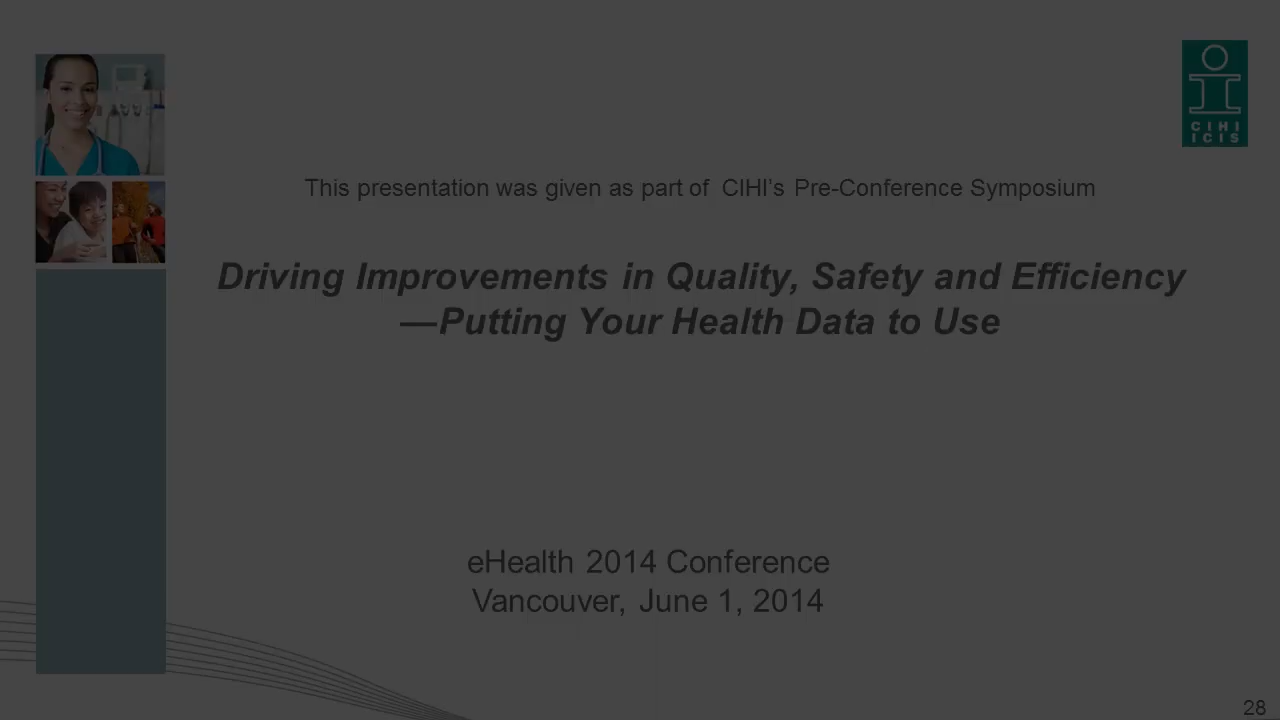 CIHI
ICIS
This presentation was given as part of CIHI's Pre-Conference Symposium
Driving Improvements in Quality, Safety and Efficiency
—Putting Your Health Data to Use
eHealth 2014 Conference
Vancouver, June 1, 2014
28